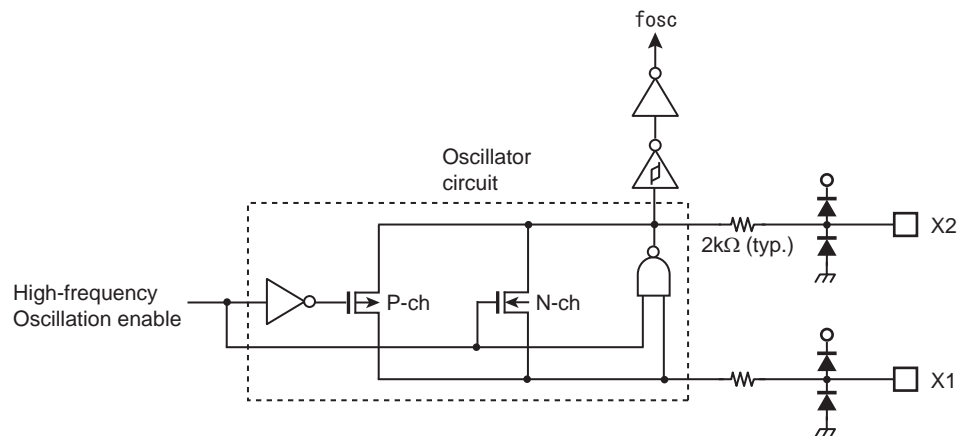 fosc
Oscillator
circuit
2kΩ (typ.)
X2
High-frequency
Oscillation enable
P-ch
N-ch
X1